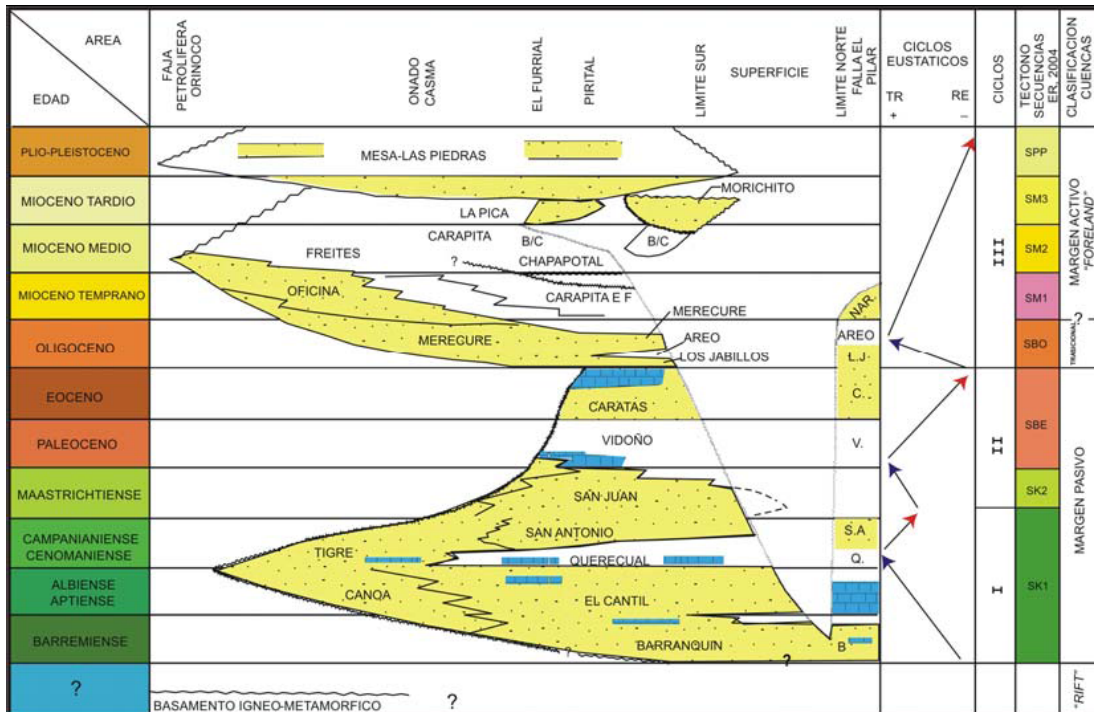 AREA
EDAD
FAJA
PETROLIFERA
ORINOCO
ONADO
CASMA
EL FURRIAL
PIRITAL
LIMITE SUR
SUPERFICIE
LIMITE NORTE
FALLA EL
PILAR
CICLOS
EUSTATICOS
TR
RE
+
–
CICLOS
TECTONO
SECUENCIAS
ER, 2004
CLASIFICACION
CUENCAS
PLIO-PLEISTOCENO
MESA-LAS PIEDRAS
SPP
MIOCENO TARDIO
LA PICA
MORICHITO
SM3
MIOCENO MEDIO
FREITES
CARAPITA
B/C
B/C
?
CHAPAPOTAL
SM2
III
MARGEN ACTIVO
"FORELAND"
MIOCENO TEMPRANO
OFICINA
CARAPITA E F
NAR.
SM1
MERECURE
?
OLIGOCENO
MERECURE
AREO
LOS JABILLOS
AREO
L.J
SBO
TRASICIONAL
EOCENO
CARATAS
C.
SBE
PALEOCENO
VIDOÑO
V.
II
MAASTRICHTIENSE
SAN JUAN
SK2
MARGEN PASIVO
CAMPANIANIENSE
CENOMANIENSE
TIGRE
SAN ANTONIO
QUERECUAL
S.A
Q.
ALBIENSE
APTIENSE
CANOA
EL CANTIL
I
SK1
BARREMIENSE
?
BARRANQUIN
?
B
?
BASAMENTO IGNEO-METAMORFICO
?
"RIFT"